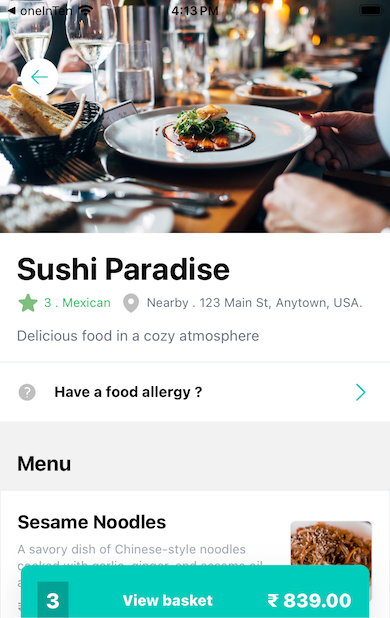 ◀ oneInTen 4:13 PM
Sushi Paradise
3 . Mexican Nearby . 123 Main St, Anytown, USA.
Delicious food in a cozy atmosphere
? Have a food allergy ?
Menu
Sesame Noodles
A savory dish of Chinese-style noodles
cooked with garlic, ginger, and sesame oil
3 View basket ₹ 839.00